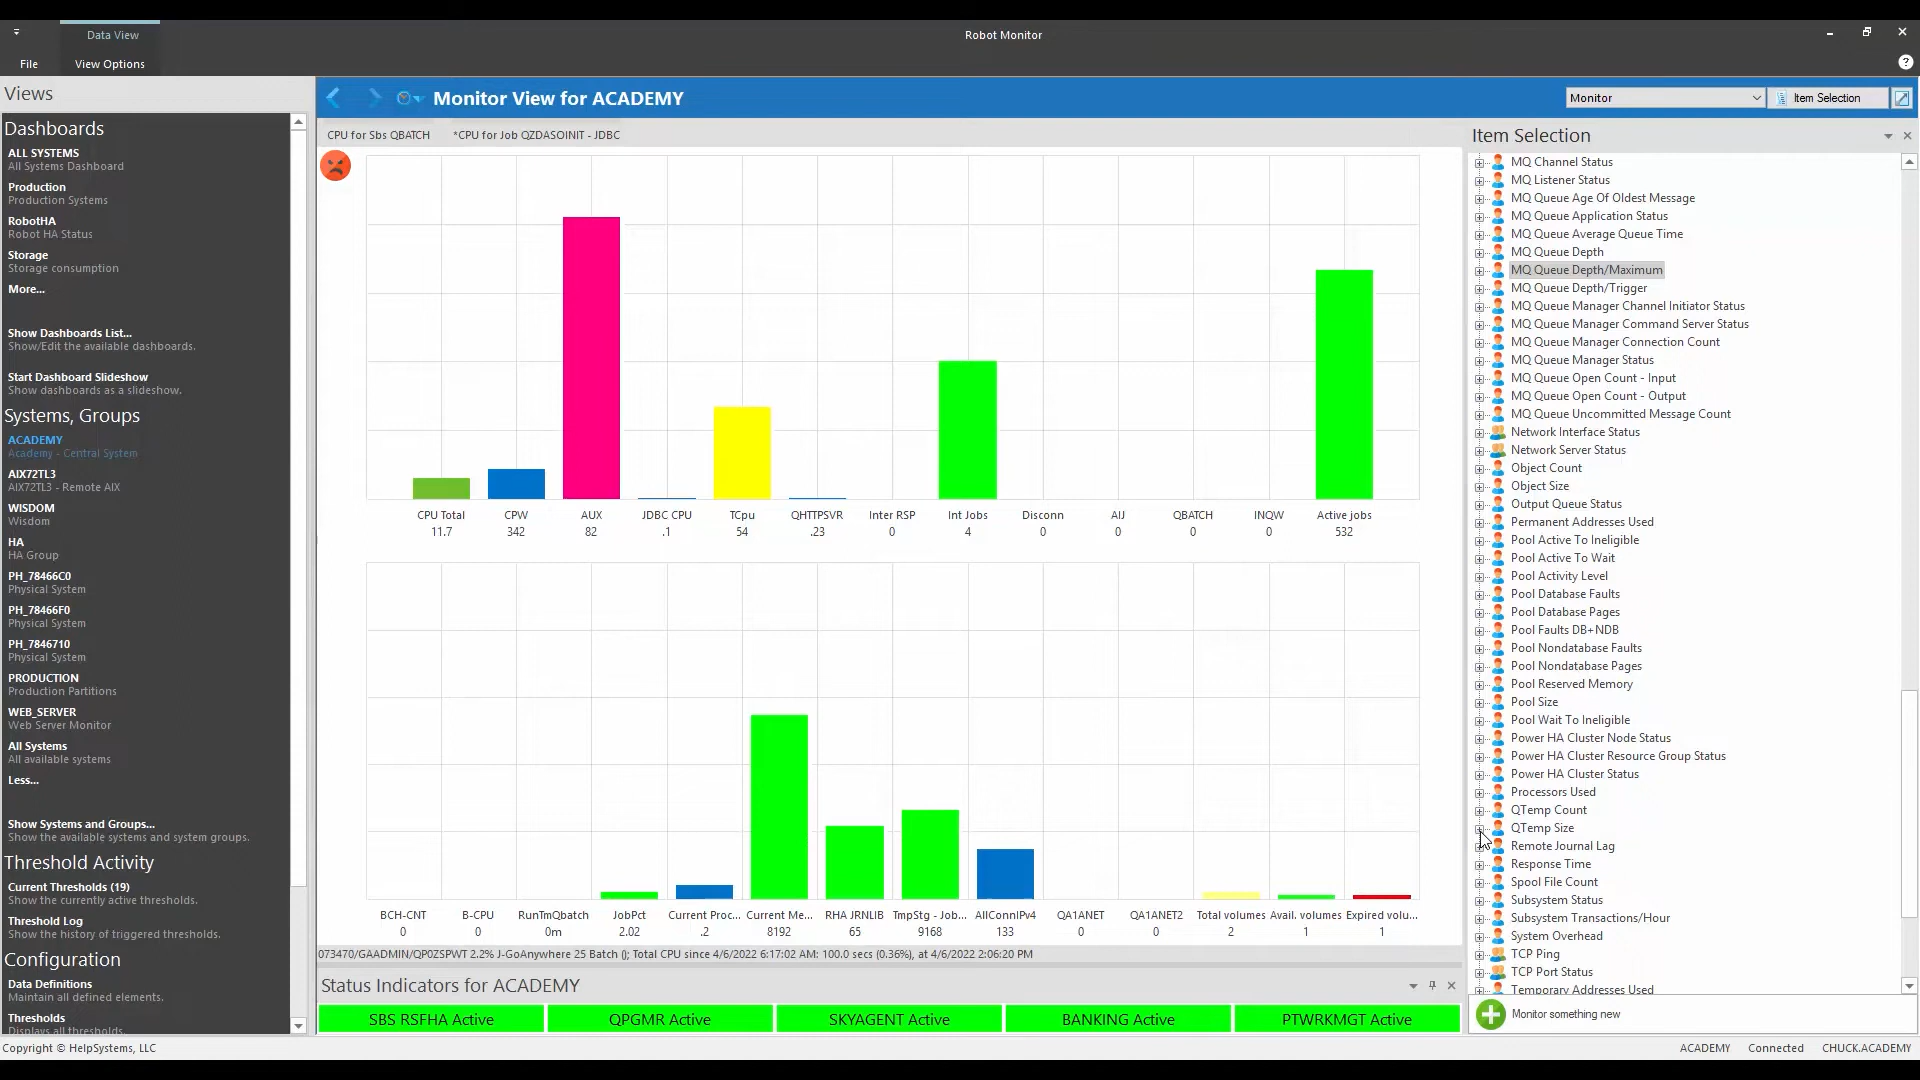 Data View
Robot Monitor
File
View Options
Views
Dashboards
ALL SYSTEMS
All Systems Dashboard
Production
Production Systems
RobotHA
Robot HA Status
Storage
Storage consumption
More...
Show Dashboards List...
Show/Edit the available dashboards.
Start Dashboard Slideshow
Show dashboards as a slideshow.
Systems, Groups
ACADEMY
Academy - Central System
AIX72TL3
AIX72TL3 - Remote AIX
WISDOM
Wisdom
HA
HA Group
PH_78466C0
Physical System
PH_78466F0
Physical System
PH_7846710
Physical System
PRODUCTION
Production Partitions
WEB_SERVER
Web Server Monitor
All Systems
All available systems
Less...
Show Systems and Groups...
Show the available systems and system groups.
Threshold Activity
Current Thresholds (19)
Show the currently active thresholds.
Threshold Log
Show the history of triggered thresholds.
Configuration
Data Definitions
Maintain all defined elements.
Thresholds
Displays all thresholds.
Monitor View for ACADEMY
Monitor
Item Selection
CPU for Sbs QBATCH
*CPU for Job QZDASOINIT - JDBC
CPU Total CPW AUX JDBC CPU TCpu QHTTPSVR Inter RSP Int Jobs Disconn AIJ QBATCH INQW Active jobs
11.7 342 82 .1 54 .23 0 4 0 0 0 0 532
BCH-CNT B-CPU RunTmQbatch JobPct Current Proc... Current Me... RHA JRNLIB TmpStg - Job... AllConnIPv4 QA1ANET QA1ANET2 Total volumes Avail. volumes Expired volu...
0 0 0m 2.02 .2 8192 65 9168 133 0 0 2 1 1
073470/GAADMIN/QP0ZSPWT 2.2% J-GoAnywhere 25 Batch (); Total CPU since 4/6/2022 6:17:02 AM: 100.0 secs (0.36%), at 4/6/2022 2:06:20 PM
Status Indicators for ACADEMY
SBS RSFHA Active
QPGMR Active
SKYAGENT Active
BANKING Active
PTWRKMGT Active
Item Selection
MQ Channel Status
MQ Listener Status
MQ Queue Age Of Oldest Message
MQ Queue Application Status
MQ Queue Average Queue Time
MQ Queue Depth
MQ Queue Depth/Maximum
MQ Queue Depth/Trigger
MQ Queue Manager Channel Initiator Status
MQ Queue Manager Command Server Status
MQ Queue Manager Connection Count
MQ Queue Manager Status
MQ Queue Open Count - Input
MQ Queue Open Count - Output
MQ Queue Uncommitted Message Count
Network Interface Status
Network Server Status
Object Count
Object Size
Output Queue Status
Permanent Addresses Used
Pool Active To Ineligible
Pool Active To Wait
Pool Activity Level
Pool Database Faults
Pool Database Pages
Pool Faults DB+NDB
Pool Nondatabase Faults
Pool Nondatabase Pages
Pool Reserved Memory
Pool Size
Pool Wait To Ineligible
Power HA Cluster Node Status
Power HA Cluster Resource Group Status
Power HA Cluster Status
Processors Used
QTemp Count
QTemp Size
Remote Journal Lag
Response Time
Spool File Count
Subsystem Status
Subsystem Transactions/Hour
System Overhead
TCP Ping
TCP Port Status
Temporary Addresses Used
Monitor something new
Copyright © HelpSystems, LLC
ACADEMY
Connected
CHUCK.ACADEMY